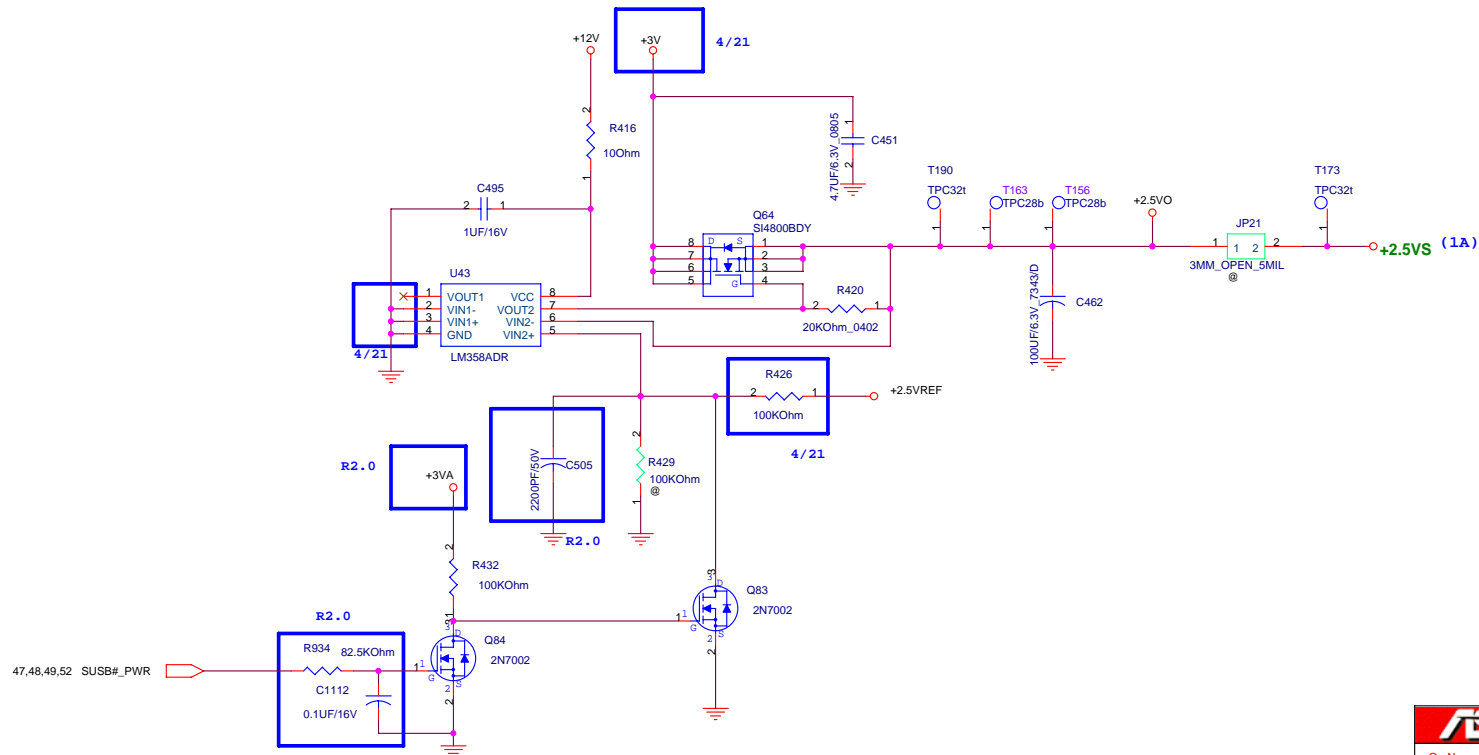 +12V
+3V
4/21
R416
10Ohm
4.7UF/6.3V_0805
C451
C495
1UF/16V
T190
TPC32t
T163
TPC28b
T156
TPC28b
+2.5VO
T173
TPC32t
Q64
SI4800BDY
JP21
3MM_OPEN_5MIL
@
+2.5VS (1A)
U43
VOUT1
VIN1-
VIN1+
GND
VCC
VOUT2
VIN2-
VIN2+
LM358ADR
4/21
R420
20KOhm_0402
100UF/6.3V_7343/D
C462
R426
100KOhm
+2.5VREF
4/21
R2.0
+3VA
2200PF/50V
C505
R2.0
R429
100KOhm
@
R432
100KOhm
Q83
2N7002
R2.0
R934
82.5KOhm
C1112
0.1UF/16V
Q84
2N7002
47,48,49,52 SUSB#_PWR